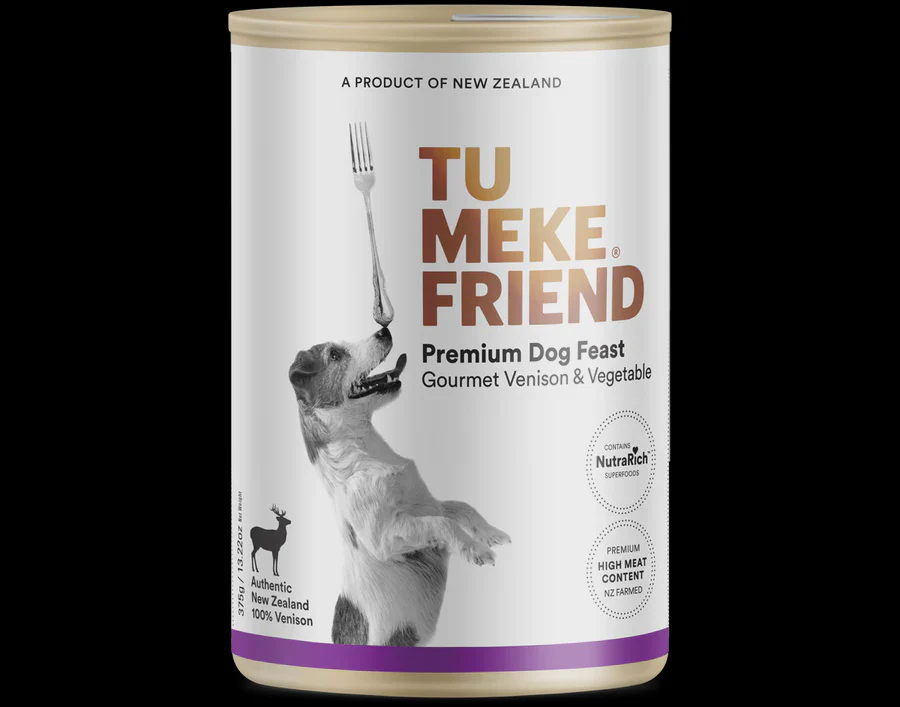 A PRODUCT OF NEW ZEALAND
TU
MEKE®
FRIEND
Premium Dog Feast
Gourmet Venison & Vegetable
CONTAINS
NutraRich™
SUPERFOODS
PREMIUM
HIGH MEAT
CONTENT
NZ FARMED
375g / 13.22oz Net Weight
Authentic
New Zealand
100% Venison